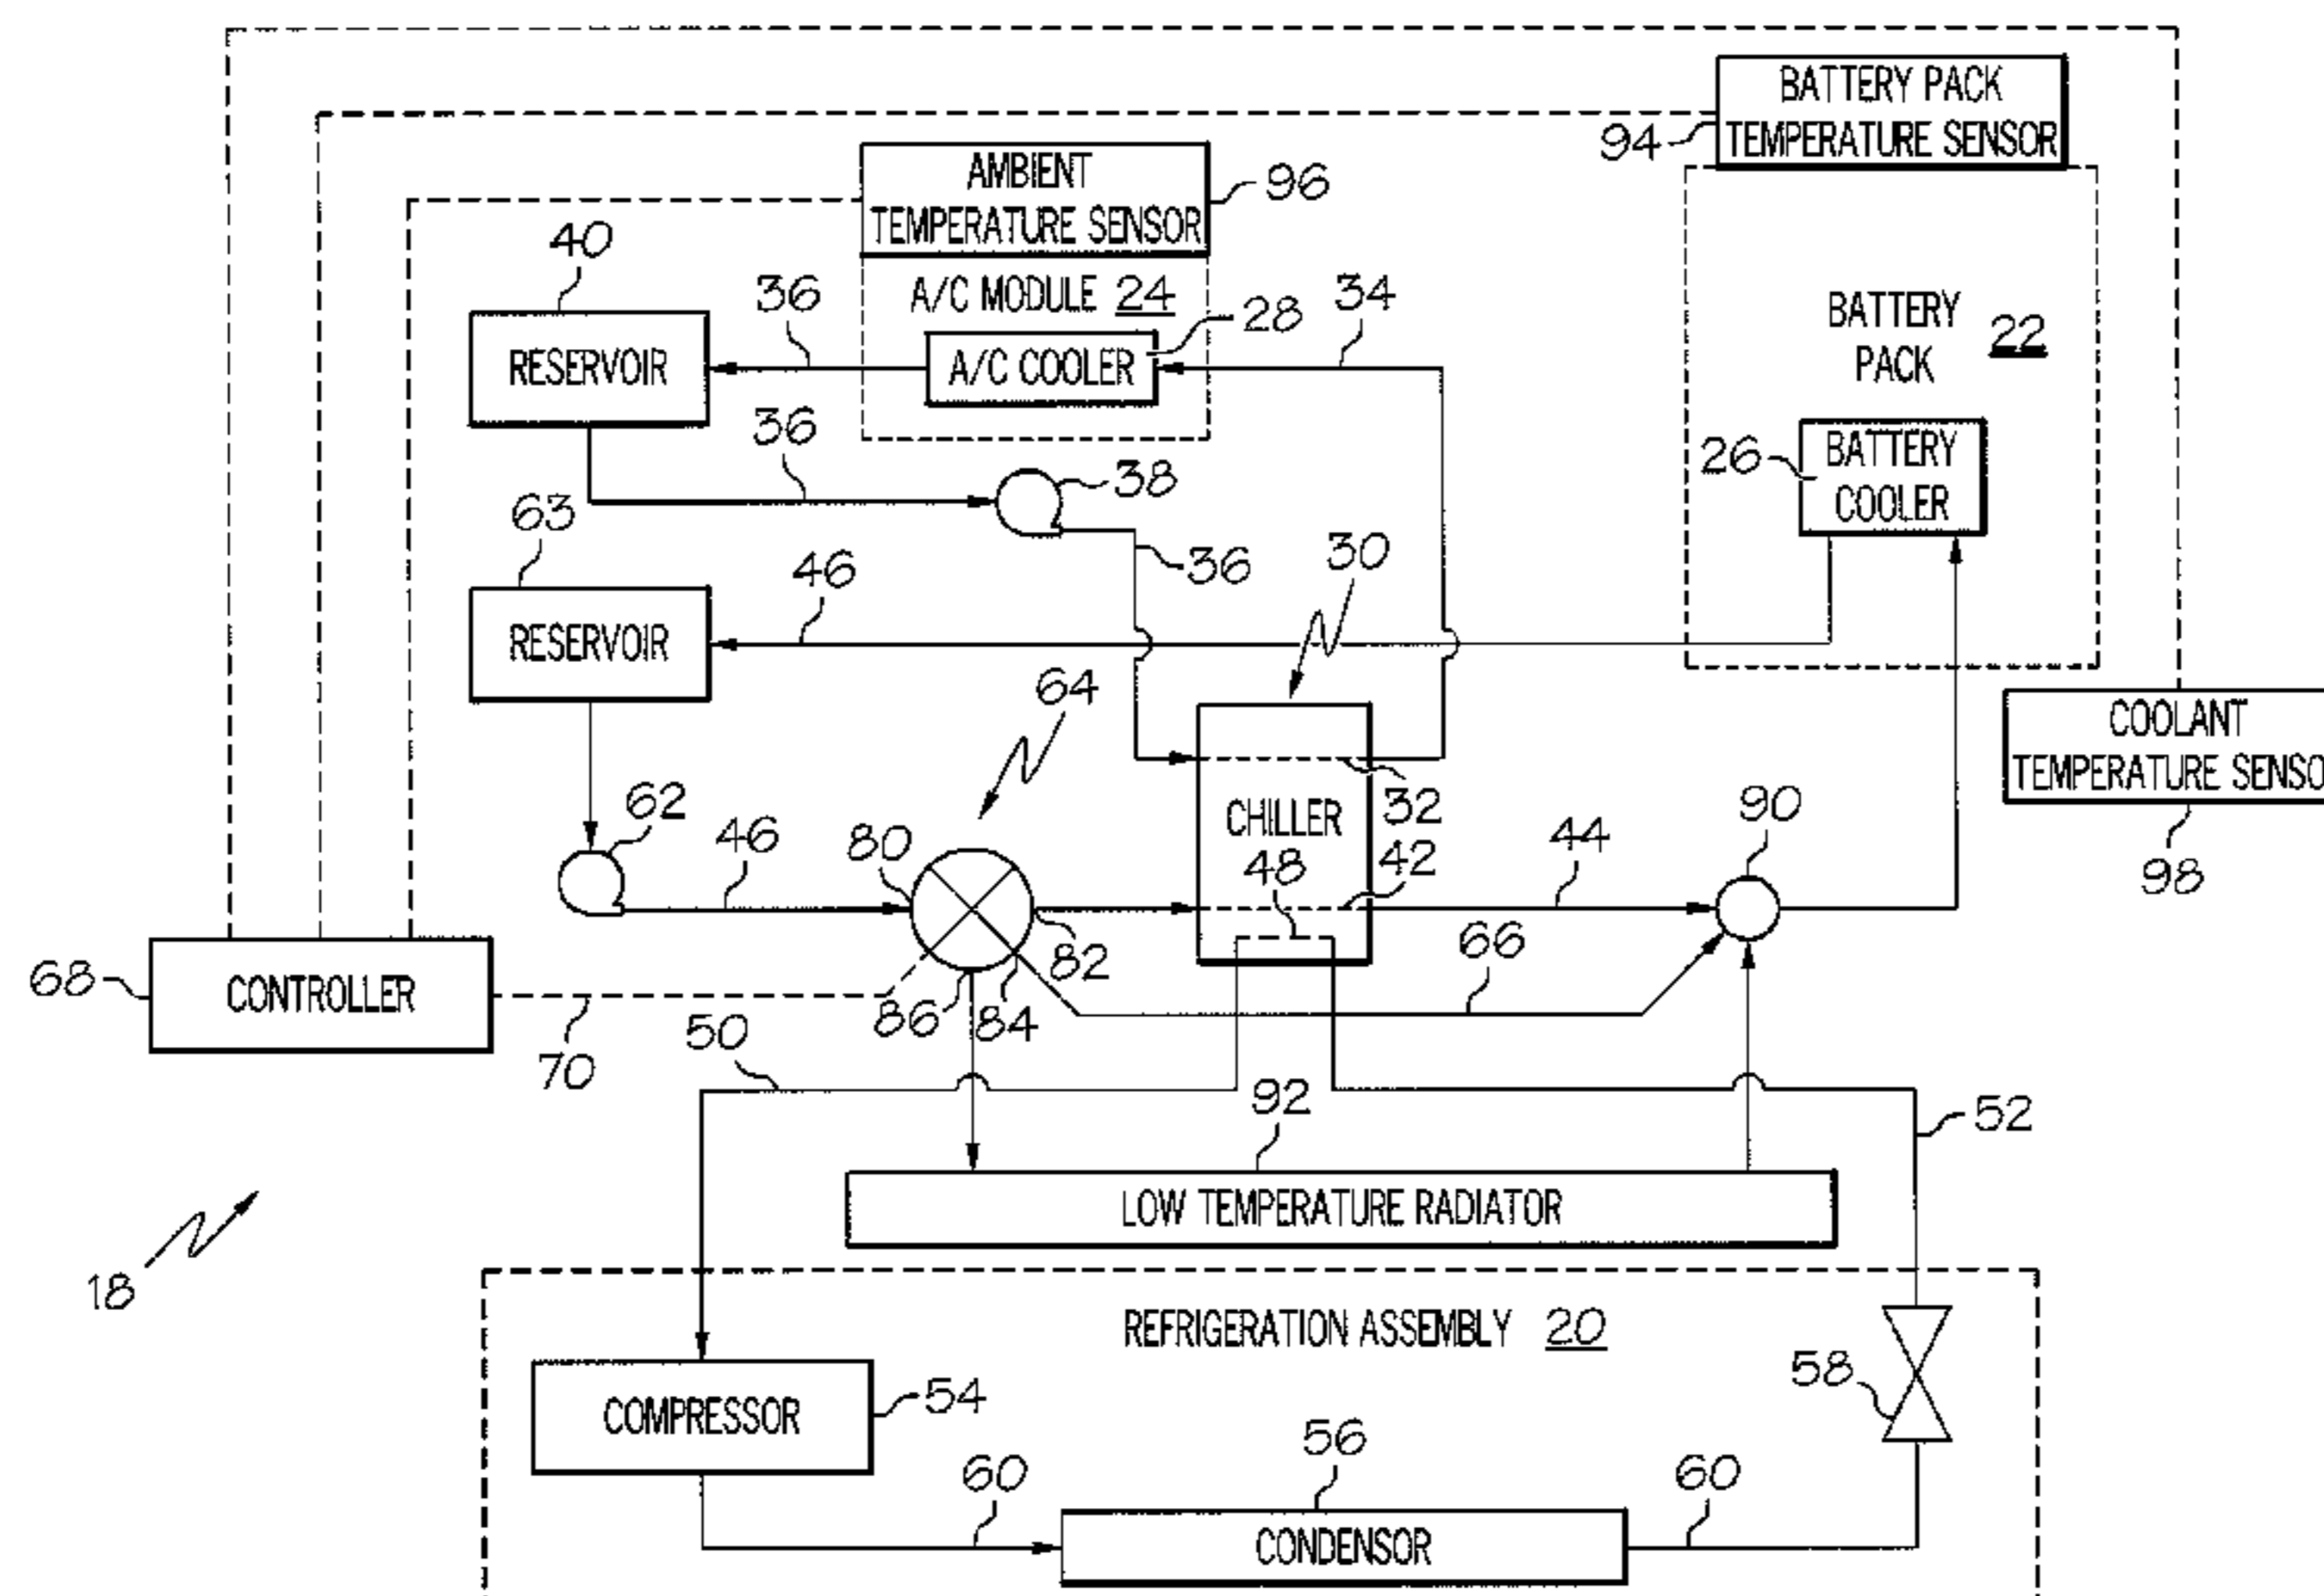 BATTERY PACK
TEMPERATURE SENSOR
94
AMBIENT
TEMPERATURE SENSOR
96
40
36
A/C MODULE 24
28
34
BATTERY
PACK
22
RESERVOIR
A/C COOLER
36
38
26
BATTERY
COOLER
63
36
30
46
RESERVOIR
64
COOLANT
TEMPERATURE SENSO
98
62
46
80
CHILLER
32
48
42
44
90
82
66
68
CONTROLLER
86
84
70
50
92
52
LOW TEMPERATURE RADIATOR
18
REFRIGERATION ASSEMBLY 20
58
COMPRESSOR
54
60
56
60
CONDENSOR